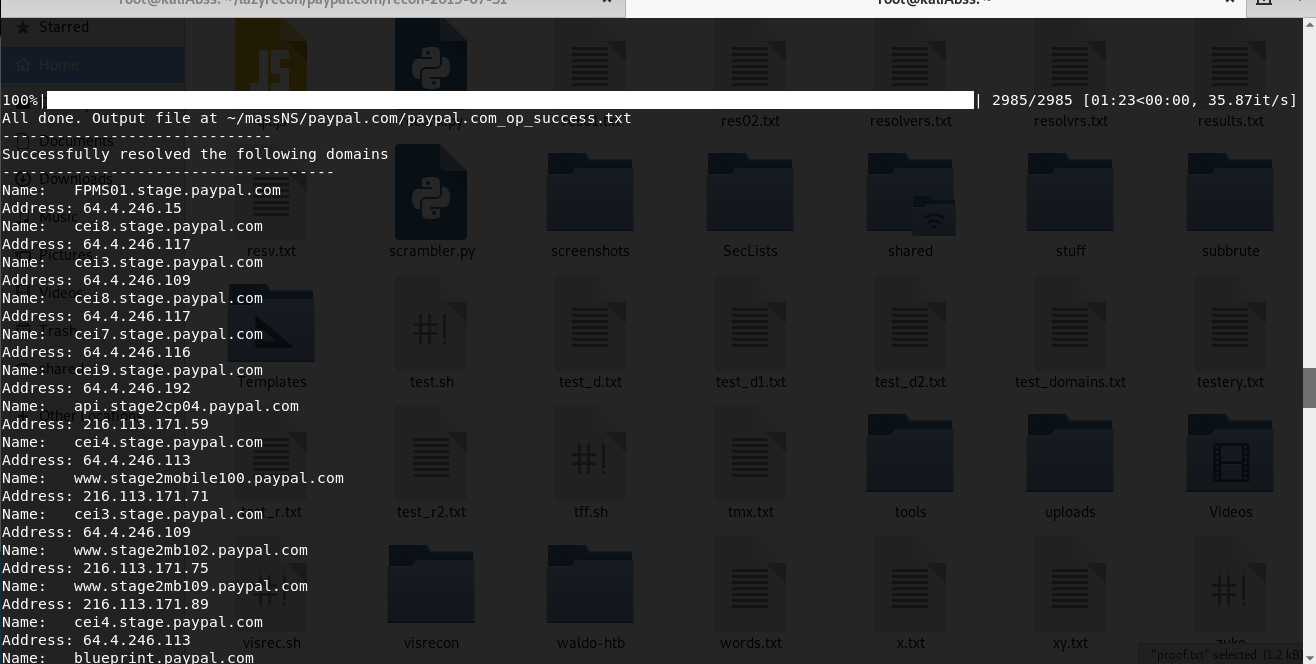 root@kaliAbss: ~/lazyrecon/paypal.com/recon-2019-07-31
root@kaliAbss: ~
Starred
Home
100%| | 2985/2985 [01:23<00:00, 35.87it/s]
All done. Output file at ~/massNS/paypal.com/paypal.com_op_success.txt
------------------------------
Successfully resolved the following domains
-------------------------------------
Name:   FPMS01.stage.paypal.com
Address: 64.4.246.15
Name:   cei8.stage.paypal.com
Address: 64.4.246.117
Name:   cei3.stage.paypal.com
Address: 64.4.246.109
Name:   cei8.stage.paypal.com
Address: 64.4.246.117
Name:   cei7.stage.paypal.com
Address: 64.4.246.116
Name:   cei9.stage.paypal.com
Address: 64.4.246.192
Name:   api.stage2cp04.paypal.com
Address: 216.113.171.59
Name:   cei4.stage.paypal.com
Address: 64.4.246.113
Name:   www.stage2mobile100.paypal.com
Address: 216.113.171.71
Name:   cei3.stage.paypal.com
Address: 64.4.246.109
Name:   www.stage2mb102.paypal.com
Address: 216.113.171.75
Name:   www.stage2mb109.paypal.com
Address: 216.113.171.89
Name:   cei4.stage.paypal.com
Address: 64.4.246.113
Name:   blueprint.paypal.com
Documents
Downloads
Music
Pictures
Videos
Trash
shared
Other Locations
JS
res02.txt
resolvers.txt
resolvrs.txt
results.txt
resv.txt
scrambler.py
screenshots
SecLists
shared
stuff
subbrute
#!
Templates
test.sh
test_d.txt
test_d1.txt
test_d2.txt
test_domains.txt
testery.txt
#!
test_r.txt
test_r2.txt
tff.sh
tmx.txt
tools
uploads
Videos
#!
#!
visrec.sh
visrecon
waldo-htb
words.txt
x.txt
xy.txt
zuko
"proof.txt" selected (1.2 kB)